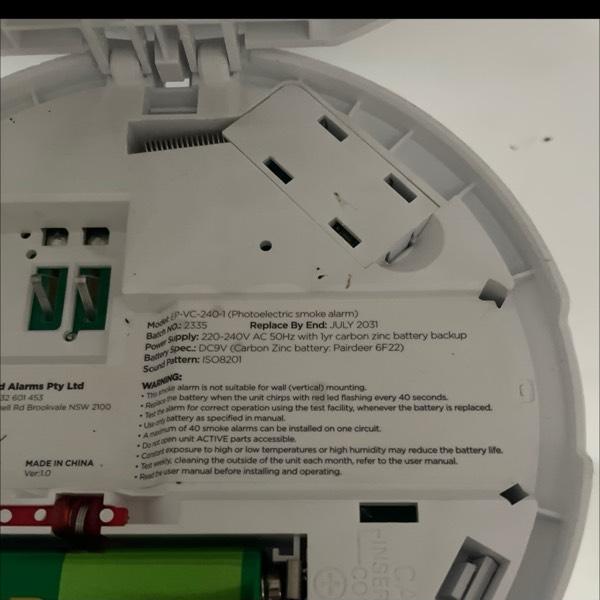 Model: EP-VC-240-1 (Photoelectric smoke alarm)
Batch NO.: 2335 Replace By End: JULY 2031
Power Supply: 220-240V AC 50Hz with 1yr carbon zinc battery backup
Battery Spec.: DC9V (Carbon Zinc battery: Pairdeer 6F22)
Sound Pattern: ISO8201
WARNING:
• This smoke alarm is not suitable for wall (vertical) mounting.
• Replace the battery when the unit chirps with red led flashing every 40 seconds.
• Test the alarm for correct operation using the test facility, whenever the battery is replaced.
• Use only battery as specified in manual.
• A maximum of 40 smoke alarms can be installed on one circuit.
• Do not open unit ACTIVE parts accessible.
• Constant exposure to high or low temperatures or high humidity may reduce the battery life.
• Test weekly, cleaning the outside of the unit each month, refer to the user manual.
• Read the user manual before installing and operating.
d Alarms Pty Ltd
32 601 453
ell Rd Brookvale NSW 2100
MADE IN CHINA
Ver:1.0